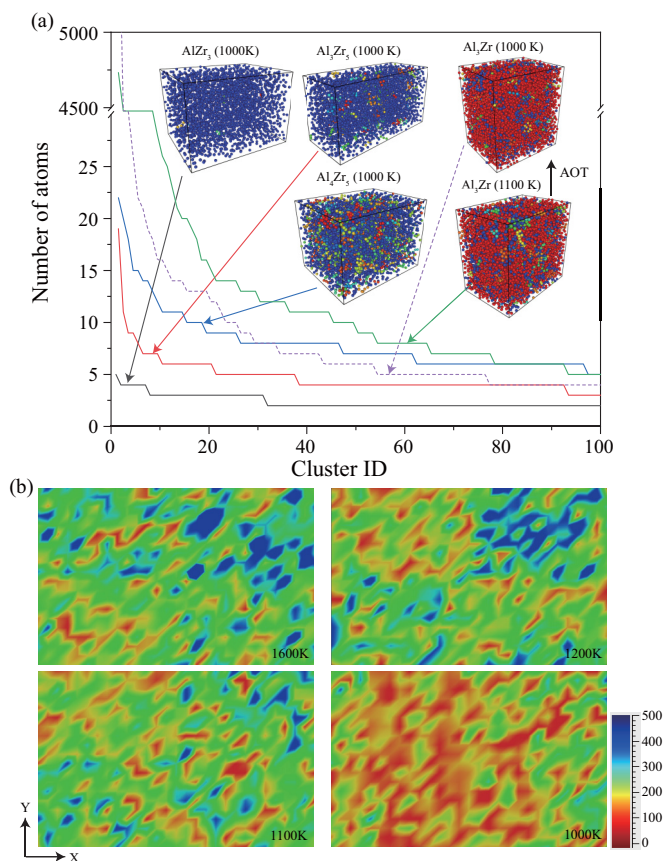 (a)
5000
4500
25
20
15
10
5
0
Number of atoms
AlZr3 (1000K)
Al3Zr5 (1000 K)
Al3Zr (1000 K)
Al4Zr5 (1000 K)
Al3Zr (1100 K)
AOT
0 20 40 60 80 100
Cluster ID
(b)
1600K
1200K
1100K
1000K
500
400
300
200
100
0
Y
X